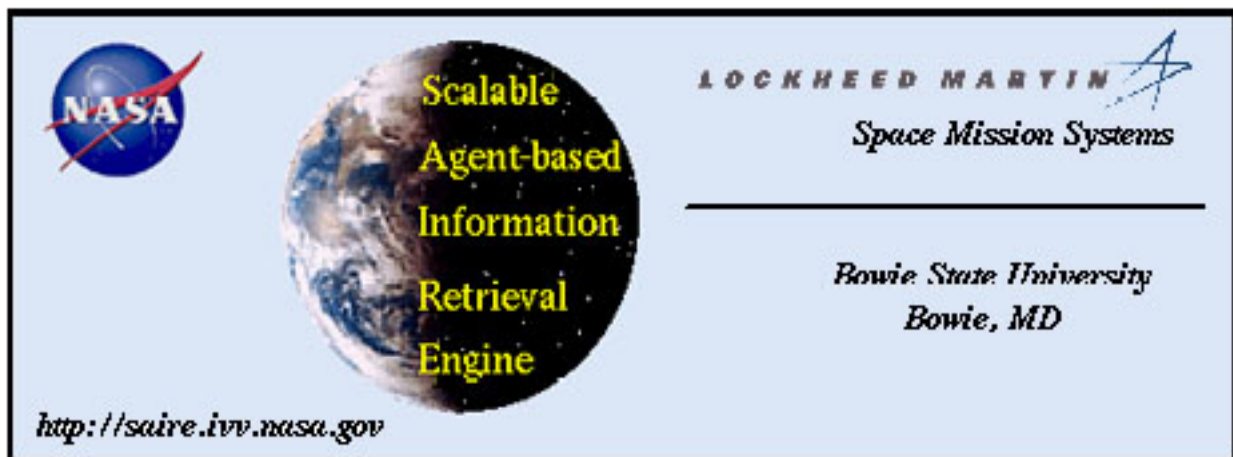 NASA
Scalable
Agent-based
Information
Retrieval
Engine
http://saire.ivv.nasa.gov
LOCKHEED MARTIN
Space Mission Systems
Bowie State University
Bowie, MD